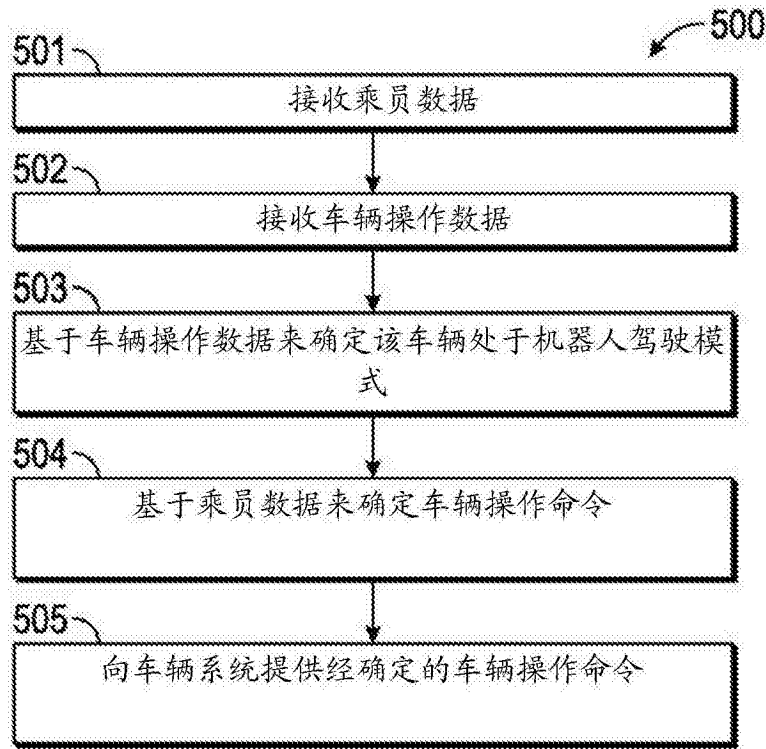 500
501
接收乘员数据
502
接收车辆操作数据
503
基于车辆操作数据来确定该车辆处于机器人驾驶模
式
504
基于乘员数据来确定车辆操作命令
505
向车辆系统提供经确定的车辆操作命令